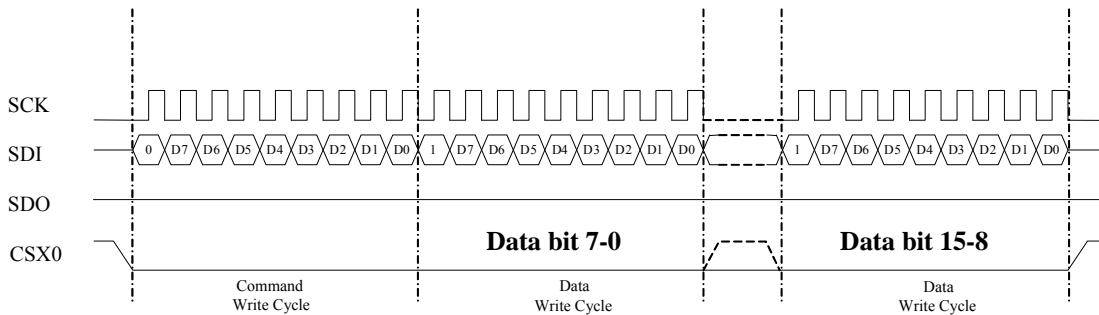 SCK
SDI 0 D7 D6 D5 D4 D3 D2 D1 D0 1 D7 D6 D5 D4 D3 D2 D1 D0 1 D7 D6 D5 D4 D3 D2 D1 D0
SDO
CSX0
Data bit 7-0
Data bit 15-8
Command
Write Cycle
Data
Write Cycle
Data
Write Cycle